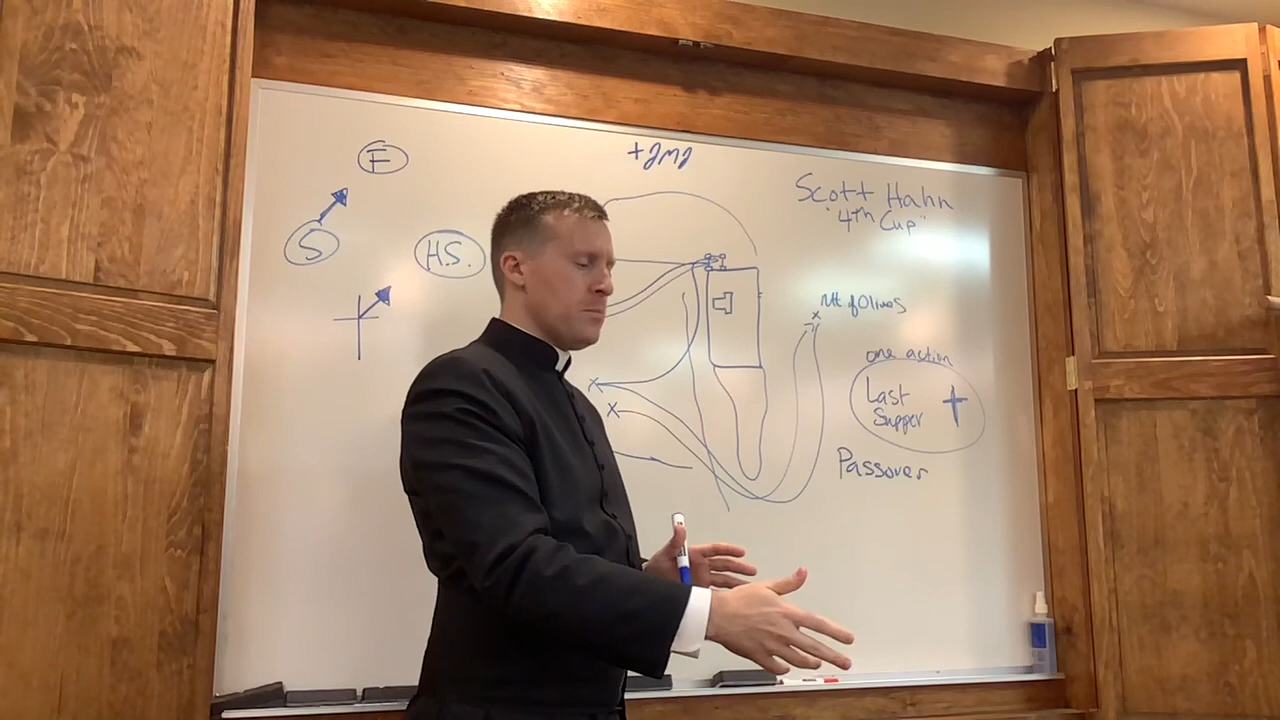 +JMJ
F
S
H.S.
Scott Hahn
"4th Cup"
Mt of Olives
one action
Last
Supper
Passover